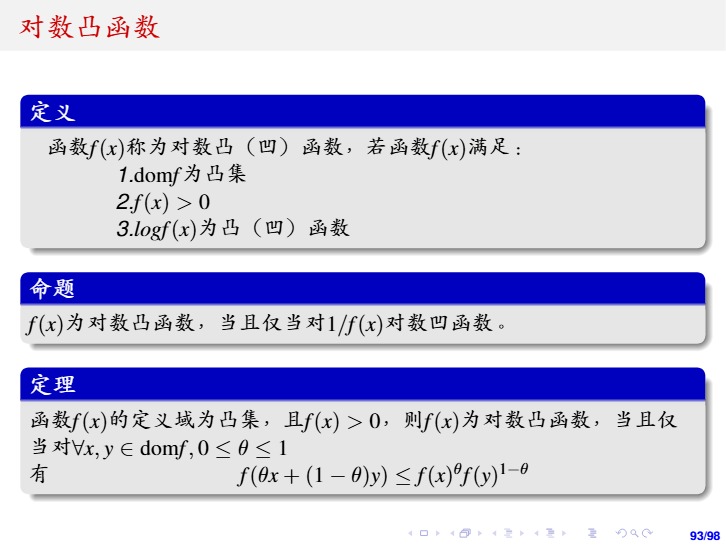 对数凸函数
定义
函数f(x)称为对数凸（凹）函数，若函数f(x)满足：
1.domf为凸集
2.f(x) > 0
3.logf(x)为凸（凹）函数
命题
f(x)为对数凸函数，当且仅当对1/f(x)对数凹函数。
定理
函数f(x)的定义域为凸集，且f(x) > 0，则f(x)为对数凸函数，当且仅
当对∀x, y ∈ domf, 0 ≤ θ ≤ 1
有 f(θx + (1 − θ)y) ≤ f(x)^θ f(y)^{1−θ}
93/98